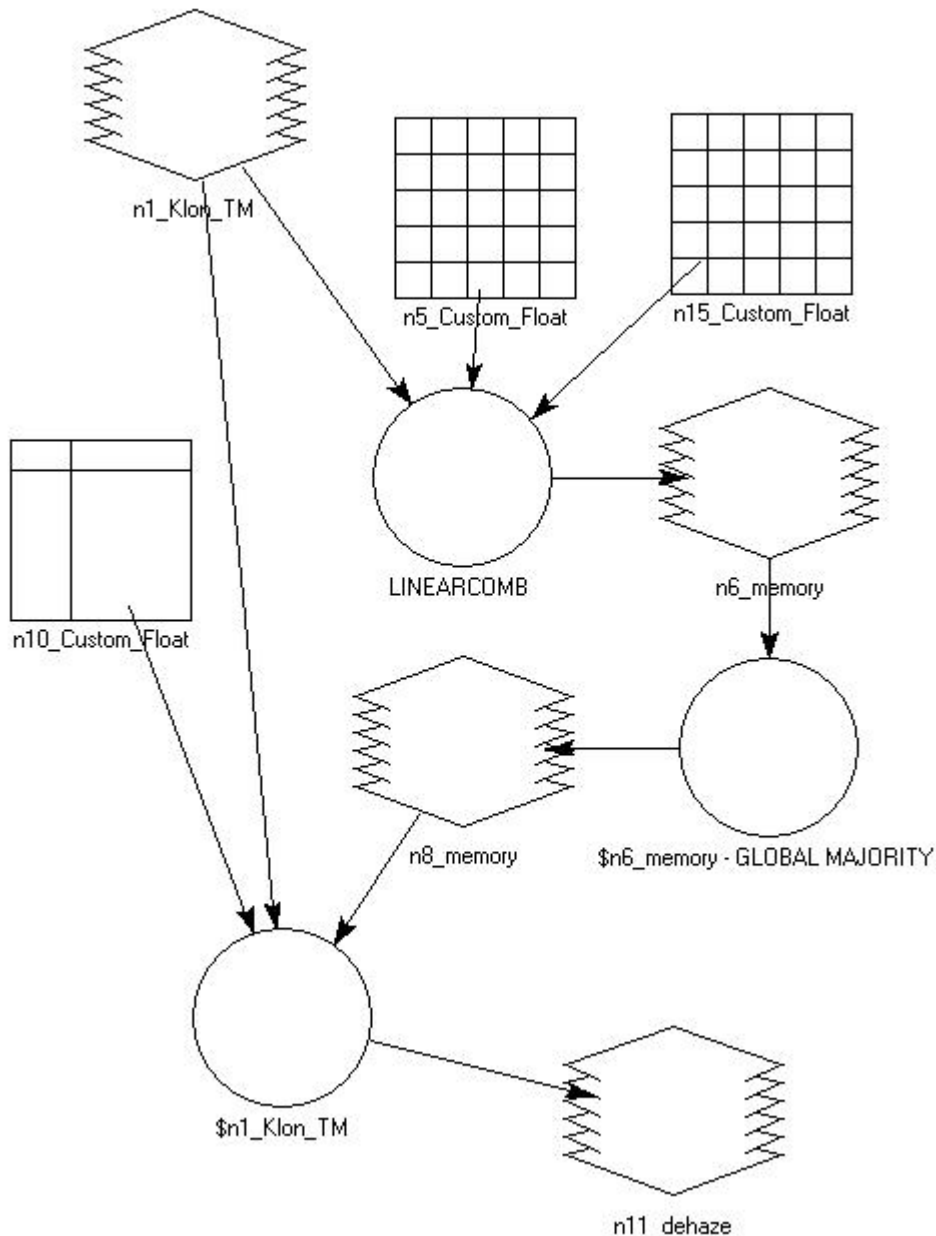 n1_Klon_TM
n5_Custom_Float
n15_Custom_Float
LINEARCOMB
n6_memory
n10_Custom_Float
n8_memory
$n6_memory - GLOBAL MAJORITY
$n1_Klon_TM
n11_dehaze